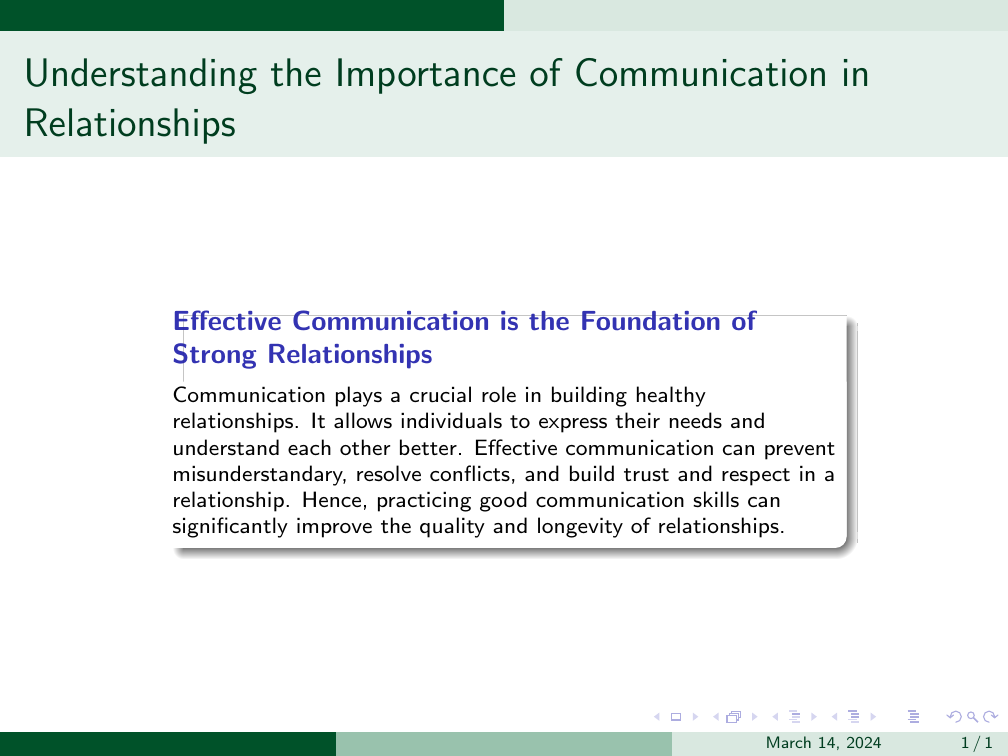 Understanding the Importance of Communication in
Relationships
Effective Communication is the Foundation of
Strong Relationships
Communication plays a crucial role in building healthy
relationships. It allows individuals to express their needs and
understand each other better. Effective communication can prevent
misunderstandary, resolve conflicts, and build trust and respect in a
relationship. Hence, practicing good communication skills can
significantly improve the quality and longevity of relationships.
March 14, 2024
1 / 1